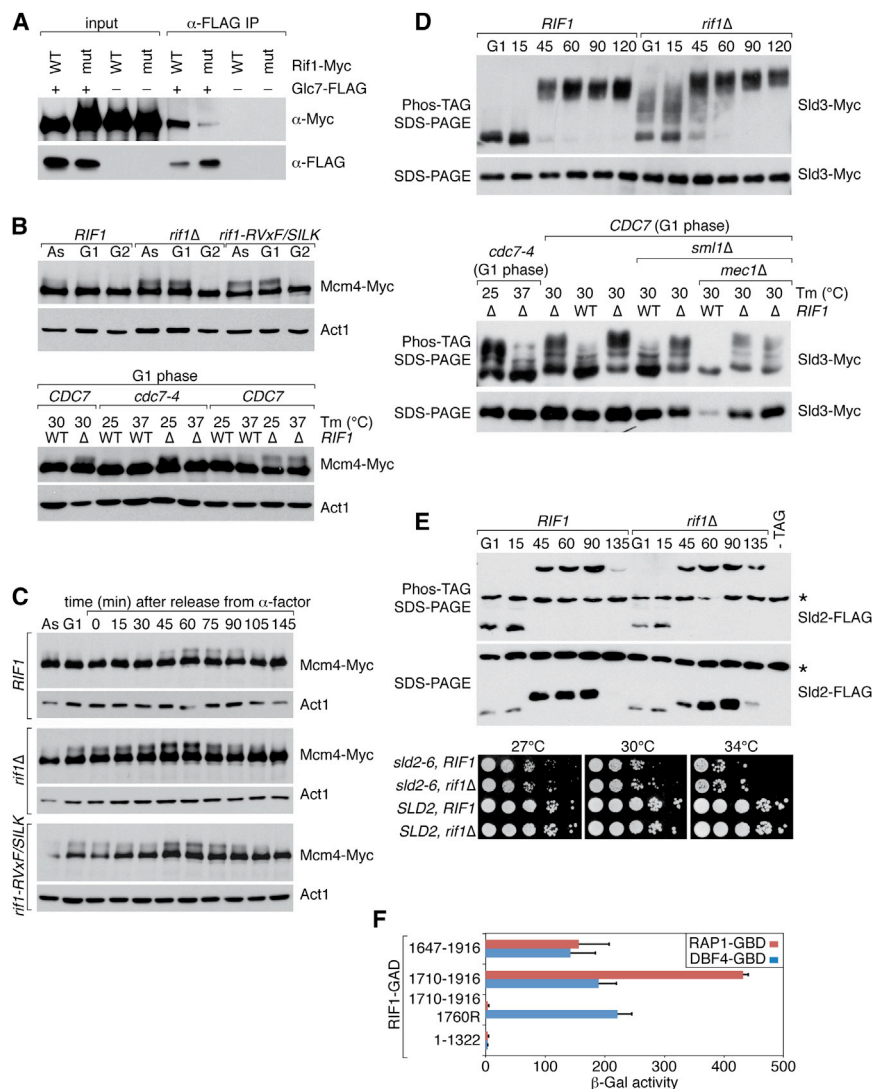 A
input
α-FLAG IP
WT mut WT mut WT mut WT mut Rif1-Myc
+ + – – + + – – Glc7-FLAG
α-Myc
α-FLAG
B
RIF1 rif1Δ rif1-RVxF/SILK
As G1 G2 As G1 G2 As G1 G2
Mcm4-Myc
Act1
G1 phase
CDC7 cdc7-4 CDC7
30 30 25 37 25 37 25 37 25 37 Tm (°C)
WT Δ WT WT Δ Δ WT WT Δ Δ RIF1
Mcm4-Myc
Act1
C
time (min) after release from α-factor
As G1 0 15 30 45 60 75 90 105 145
RIF1
Mcm4-Myc
Act1
rif1Δ
Mcm4-Myc
Act1
rif1-RVxF/SILK
Mcm4-Myc
Act1
D
RIF1 rif1Δ
G1 15 45 60 90 120 G1 15 45 60 90 120
Phos-TAG
SDS-PAGE
Sld3-Myc
SDS-PAGE
Sld3-Myc
CDC7 (G1 phase)
sml1Δ
cdc7-4
(G1 phase)
mec1Δ
25 37 30 30 30 30 30 30 30 30 Tm (°C)
Δ Δ Δ WT Δ WT Δ WT Δ Δ RIF1
Phos-TAG
SDS-PAGE
Sld3-Myc
SDS-PAGE
Sld3-Myc
E
RIF1 rif1Δ - TAG
G1 15 45 60 90 135 G1 15 45 60 90 135
Phos-TAG
SDS-PAGE
*
Sld2-FLAG
SDS-PAGE
*
Sld2-FLAG
27°C 30°C 34°C
sld2-6, RIF1
sld2-6, rif1Δ
SLD2, RIF1
SLD2, rif1Δ
F
RIF1-GAD
1647-1916
1710-1916
1710-1916
1760R
1-1322
RAP1-GBD
DBF4-GBD
0 100 200 300 400 500
β-Gal activity